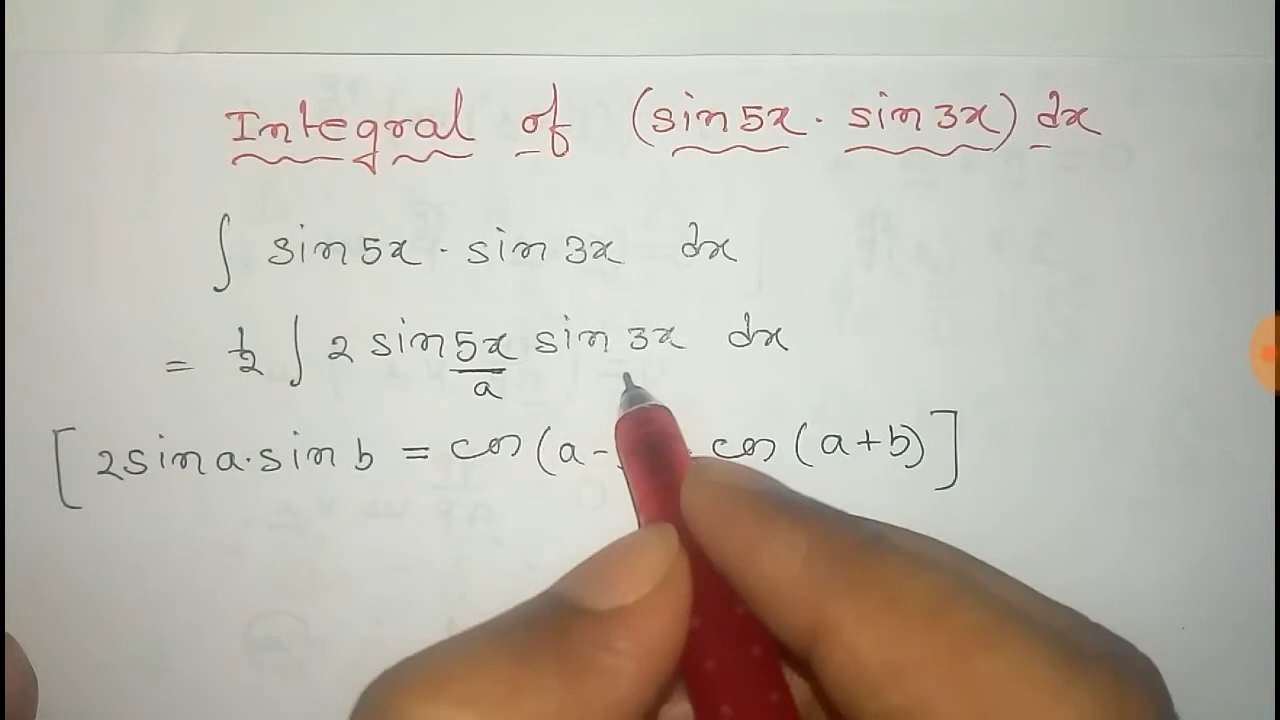 Integral of (sin 5x . sin 3x) dx
∫ sin 5x . sin 3x dx
= 1/2 ∫ 2 sin 5x sin 3x dx
a
[2 sin a . sin b = cos (a - cos (a + b)]